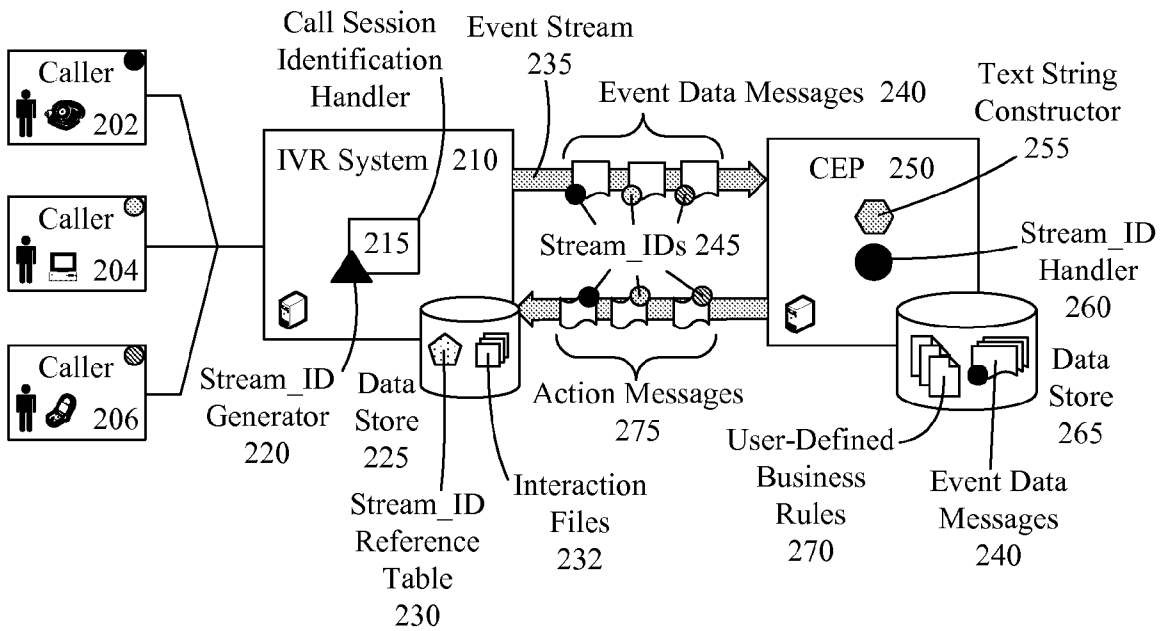 Caller
202
Caller
204
Caller
206
Call Session
Identification
Handler
IVR System 210
215
Stream_ID
Generator
220
Data
Store
225
Stream_ID
Reference
Table
230
Interaction
Files
232
Event Stream
235
Event Data Messages 240
Stream_IDs 245
Action Messages
275
CEP 250
Text String
Constructor
255
Stream_ID
Handler
260
Data
Store
265
User-Defined
Business
Rules
270
Event Data
Messages
240